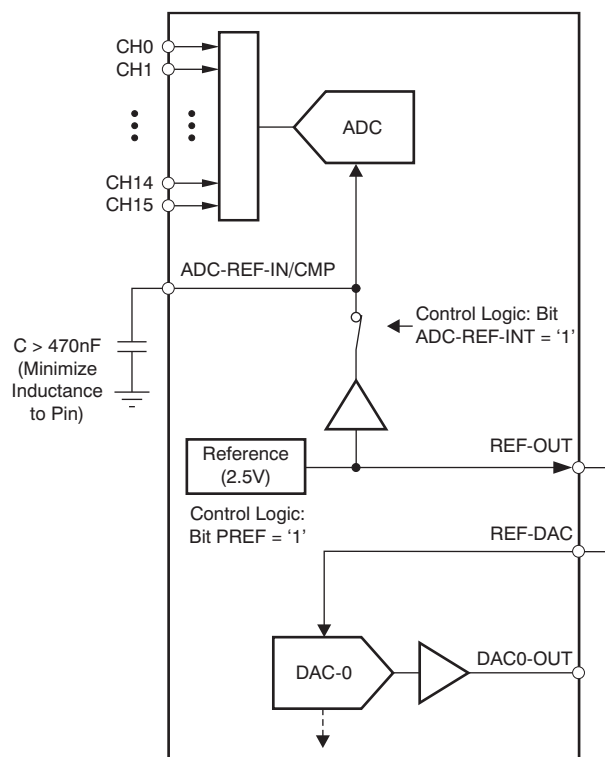 CH0
CH1
CH14
CH15
ADC
ADC-REF-IN/CMP
Control Logic: Bit
ADC-REF-INT = ‘1’
C > 470nF
(Minimize
Inductance
to Pin)
Reference
(2.5V)
REF-OUT
Control Logic:
Bit PREF = ‘1’
REF-DAC
DAC-0
DAC0-OUT